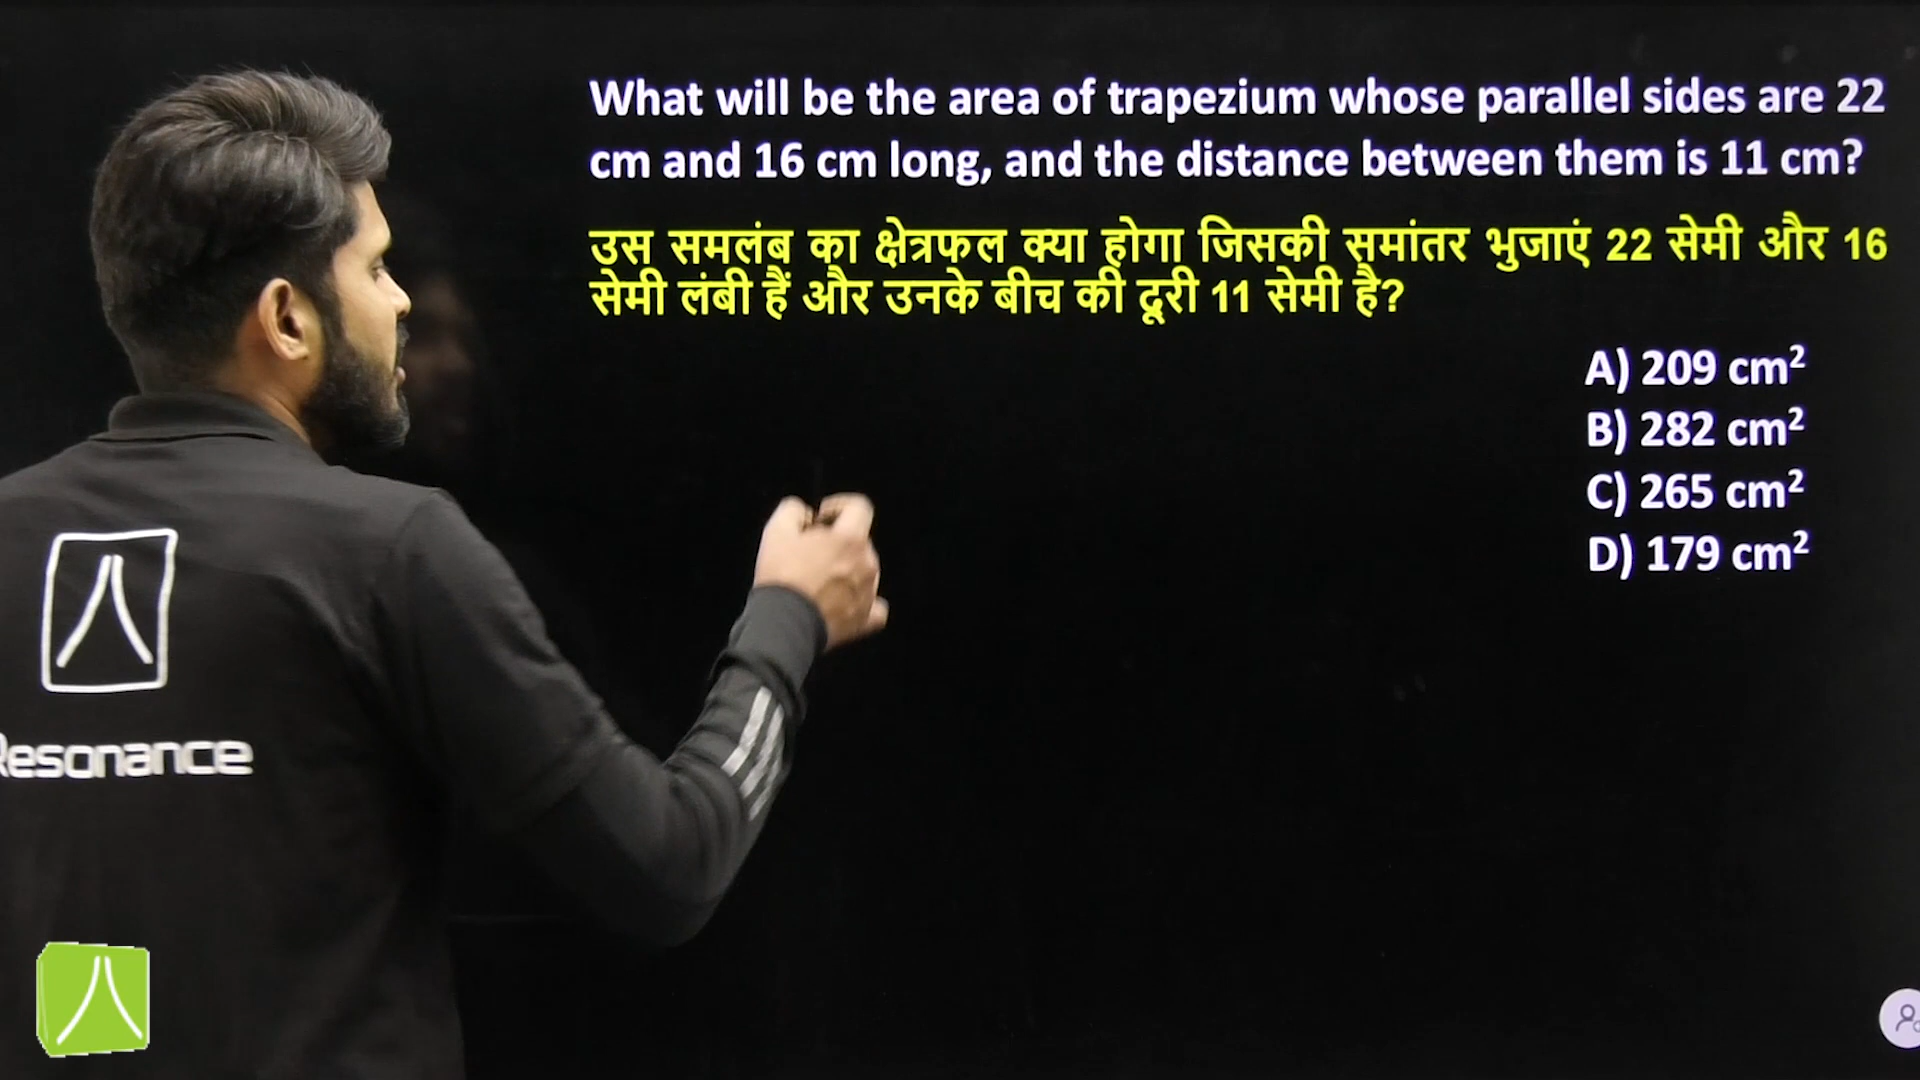 What will be the area of trapezium whose parallel sides are 22
cm and 16 cm long, and the distance between them is 11 cm?
उस समलंब का क्षेत्रफल क्या होगा जिसकी समांतर भुजाएं 22 सेमी और 16
सेमी लंबी हैं और उनके बीच की दूरी 11 सेमी है?
A) 209 cm²
B) 282 cm²
C) 265 cm²
D) 179 cm²
Resonance